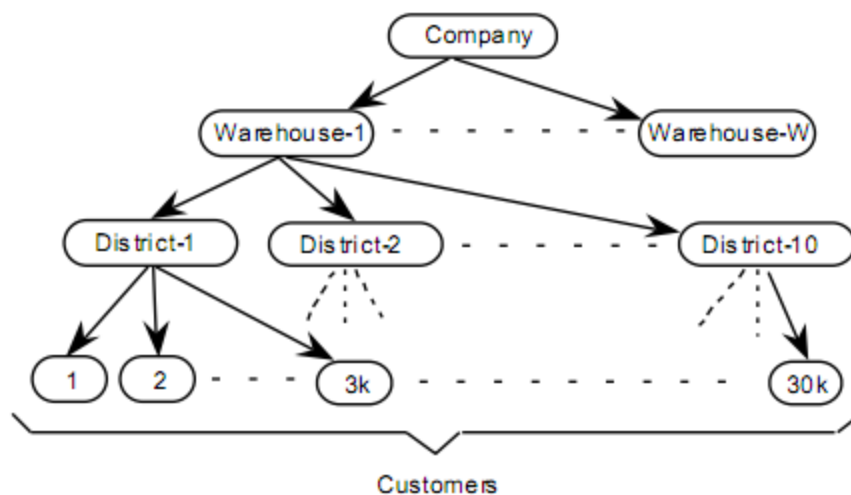 Company
Warehouse-1
Warehouse-W
District-1
District-2
District-10
1
2
3k
30k
Customers